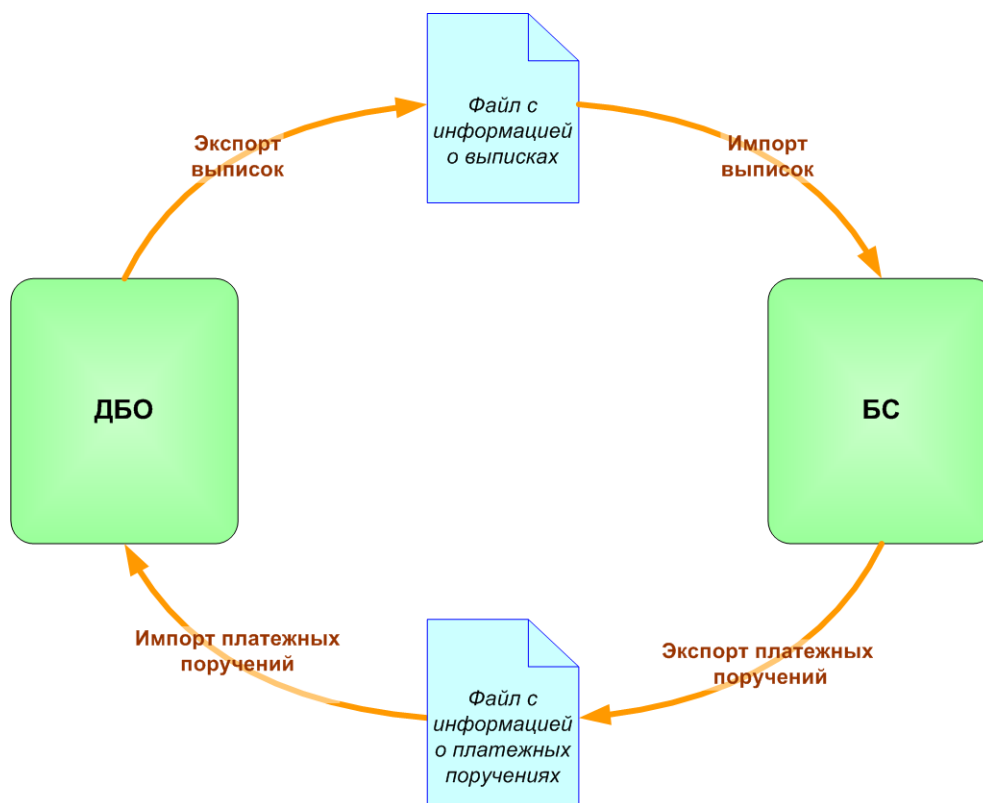 Файл с
информацией
о выписках
Экспорт
выписок
Импорт
выписок
ДБО
БС
Импорт платежных
поручений
Экспорт платежных
поручений
Файл с
информацией
о платежных
поручениях